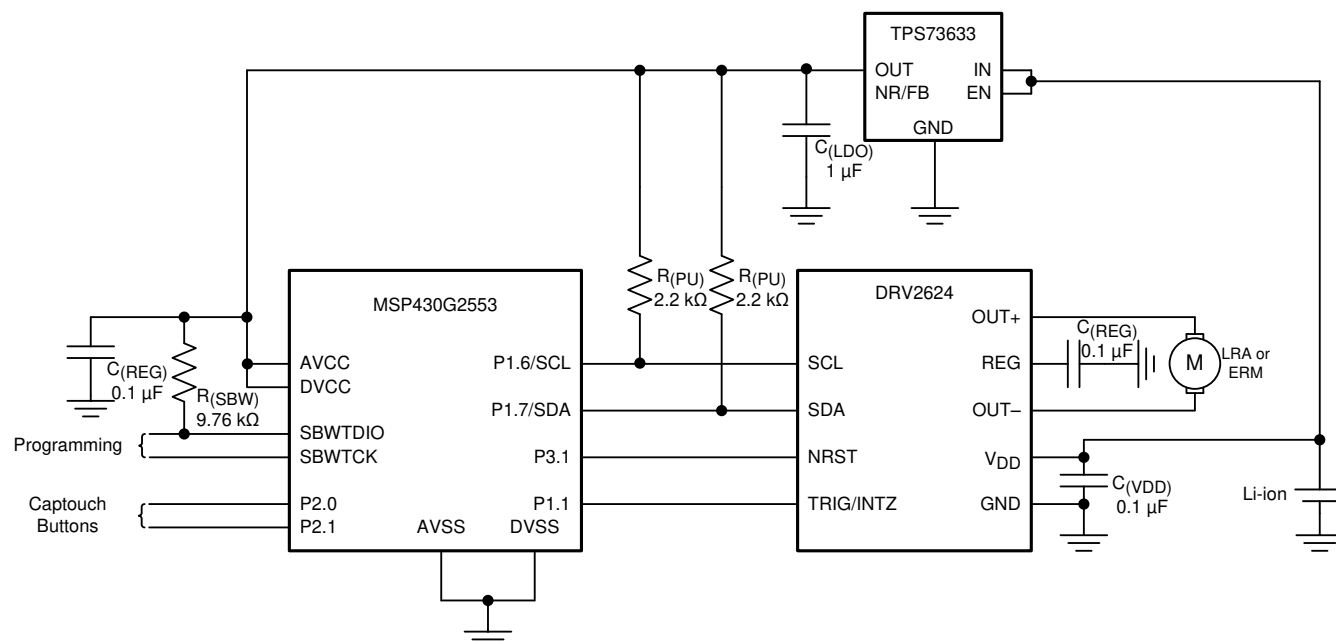 TPS73633
OUT
IN
NR/FB
EN
GND
C(LDO)
1 µF
R(PU)
2.2 kΩ
R(PU)
2.2 kΩ
MSP430G2553
AVCC
DVCC
SBWTDIO
SBWTCK
P2.0
P2.1
AVSS
DVSS
P1.6/SCL
P1.7/SDA
P3.1
P1.1
C(REG)
0.1 µF
R(SBW)
9.76 kΩ
Programming
Captouch
Buttons
DRV2624
SCL
SDA
NRST
TRIG/INTZ
OUT+
REG
OUT–
VDD
GND
C(REG)
0.1 µF
M
LRA or
ERM
C(VDD)
0.1 µF
Li-ion